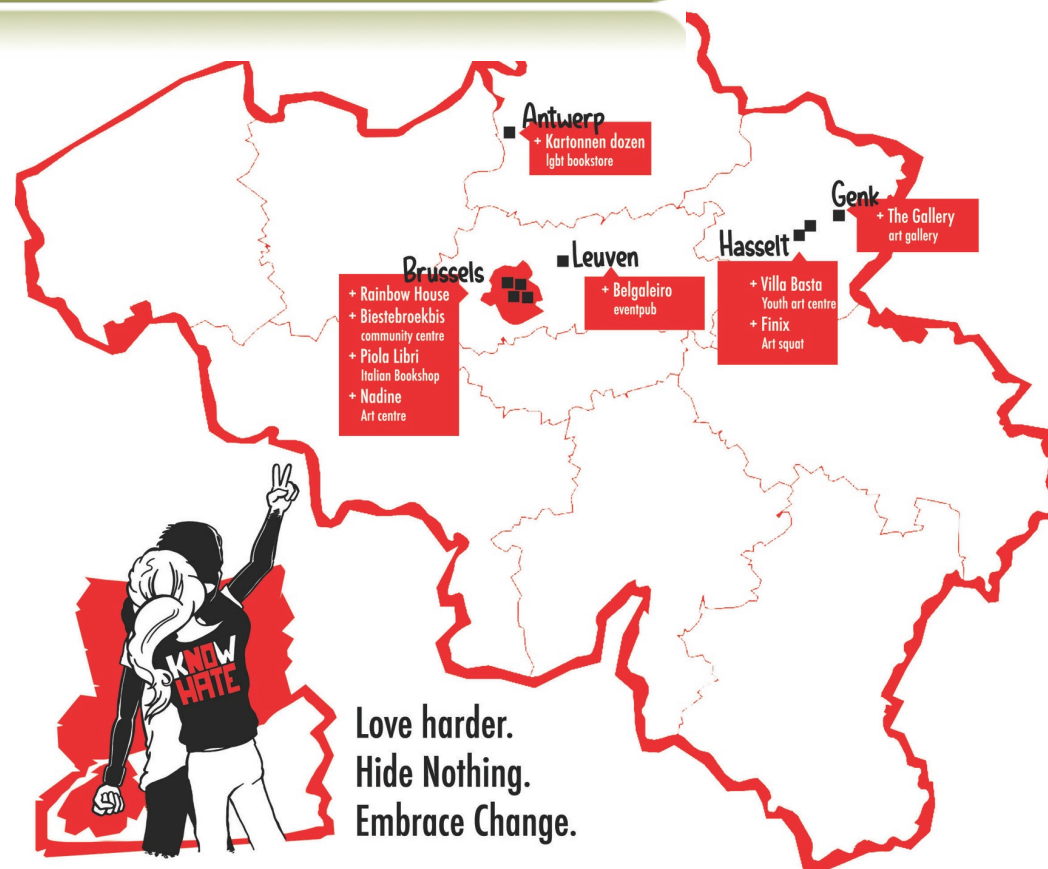 Antwerp
+ Kartonnen dozen
lgbt bookstore
Genk
+ The Gallery
art gallery
Hasselt
+ Villa Basta
Youth art centre
+ Finix
Art squat
Leuven
+ Belgaleiro
eventpub
Brussels
+ Rainbow House
+ Biestebroekbis
community centre
+ Piola Libri
Italian Bookshop
+ Nadine
Art centre
KNOW
HATE
Love harder.
Hide Nothing.
Embrace Change.